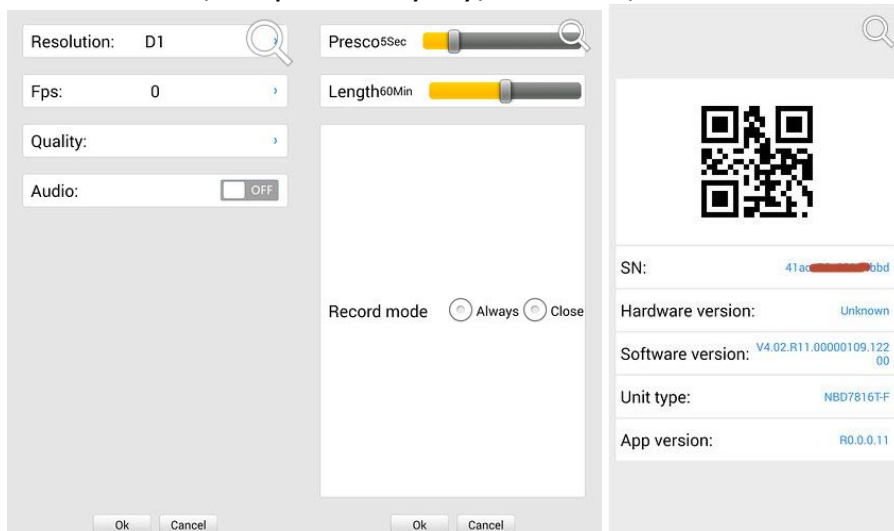 Resolution: D1
Fps: 0
Quality:
Audio: OFF
Ok Cancel
Presco5Sec
Length60Min
Record mode Always Close
Ok Cancel
SN: 41ac bbd
Hardware version: Unknown
Software version: V4.02.R11.00000109.122
00
Unit type: NBD7816T-F
App version: R0.0.0.11